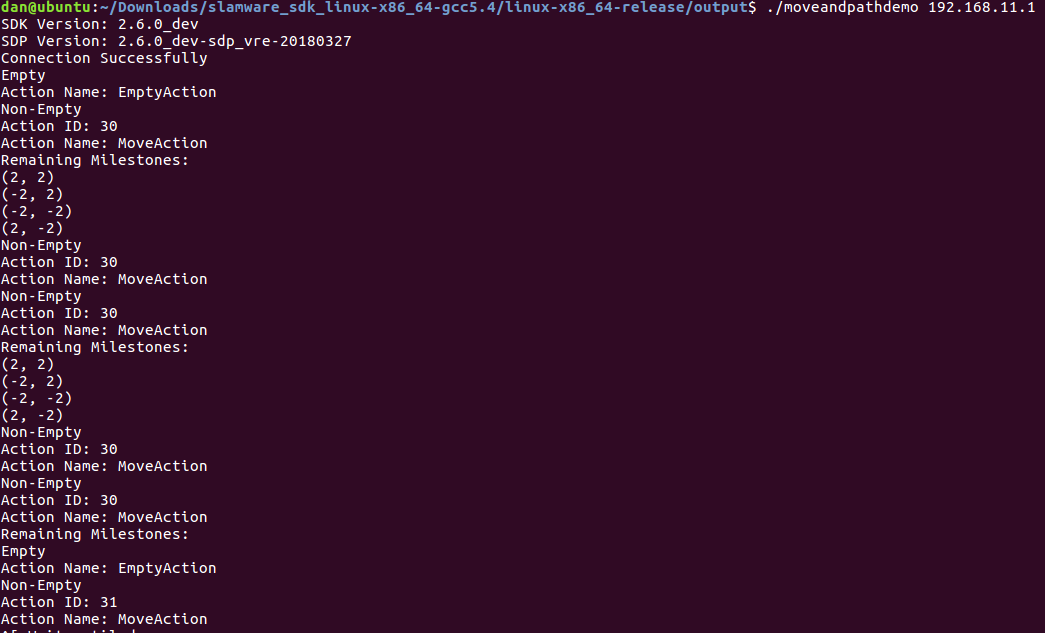 dan@ubuntu:~/Downloads/slamware_sdk_linux-x86_64-gcc5.4/linux-x86_64-release/output$ ./moveandpathdemo 192.168.11.1
SDK Version: 2.6.0_dev
SDP Version: 2.6.0_dev-sdp_vre-20180327
Connection Successfully
Empty
Action Name: EmptyAction
Non-Empty
Action ID: 30
Action Name: MoveAction
Remaining Milestones:
(2, 2)
(-2, 2)
(-2, -2)
(2, -2)
Non-Empty
Action ID: 30
Action Name: MoveAction
Non-Empty
Action ID: 30
Action Name: MoveAction
Remaining Milestones:
(2, 2)
(-2, 2)
(-2, -2)
(2, -2)
Non-Empty
Action ID: 30
Action Name: MoveAction
Non-Empty
Action ID: 30
Action Name: MoveAction
Remaining Milestones:
Empty
Action Name: EmptyAction
Non-Empty
Action ID: 31
Action Name: MoveAction